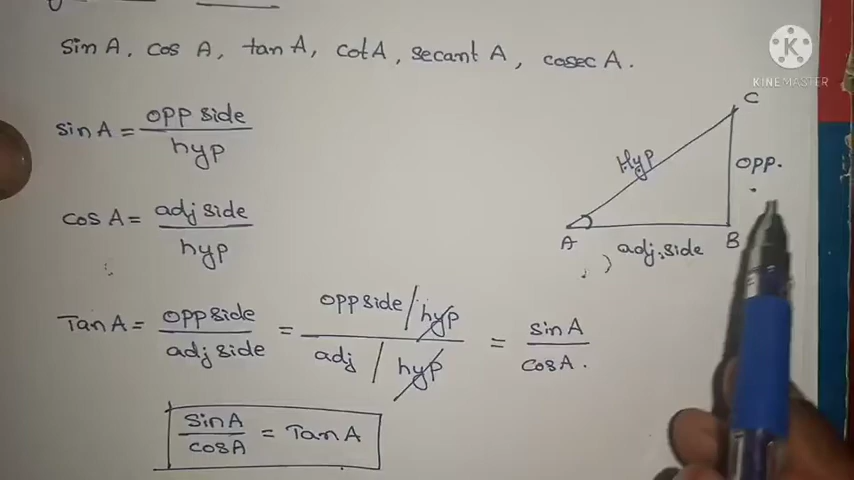 sin A, cos A, tan A, cot A, secant A, cosec A.
sin A = opp side / hyp
cos A = adj side / hyp
Tan A = opp side / adj side = opp side / hyp / adj / hyp = sin A / cos A.
sin A / cos A = Tan A
K
KINEMASTER
C
Hyp
opp.
A
adj. side
B